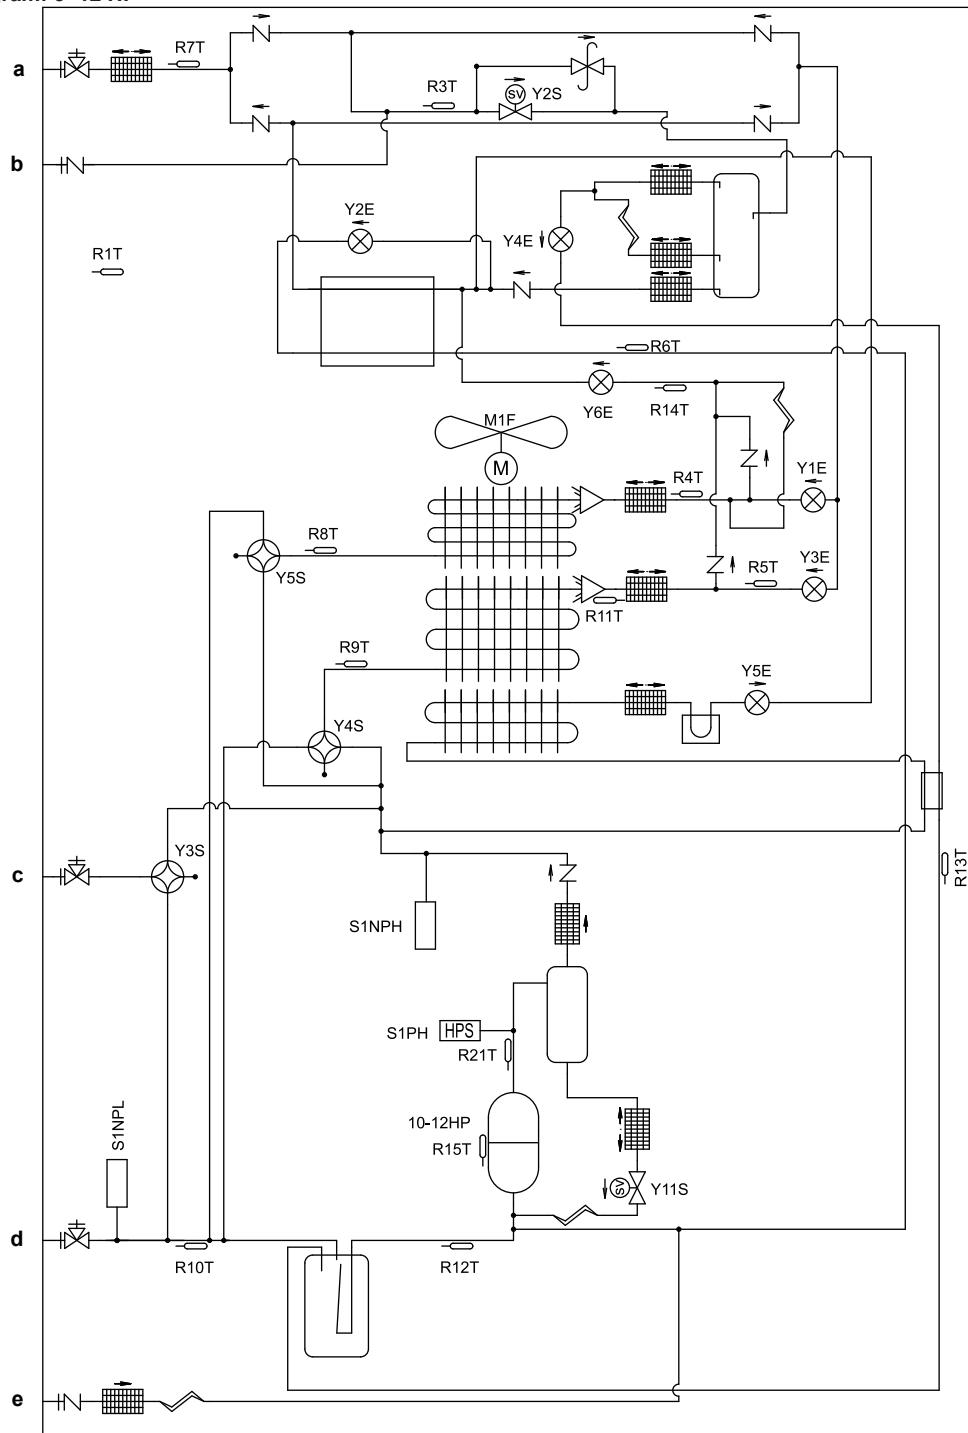 a
R7T
R3T
SV
Y2S
b
Y2E
R1T
Y4E
R6T
Y6E
R14T
M1F
M
R4T
Y1E
R8T
Y5S
R5T
Y3E
R11T
R9T
Y5E
Y4S
Y3S
c
R13T
S1NPH
S1PH
HPS
R21T
10-12HP
R15T
S1NPL
SV
Y11S
d
R10T
R12T
e